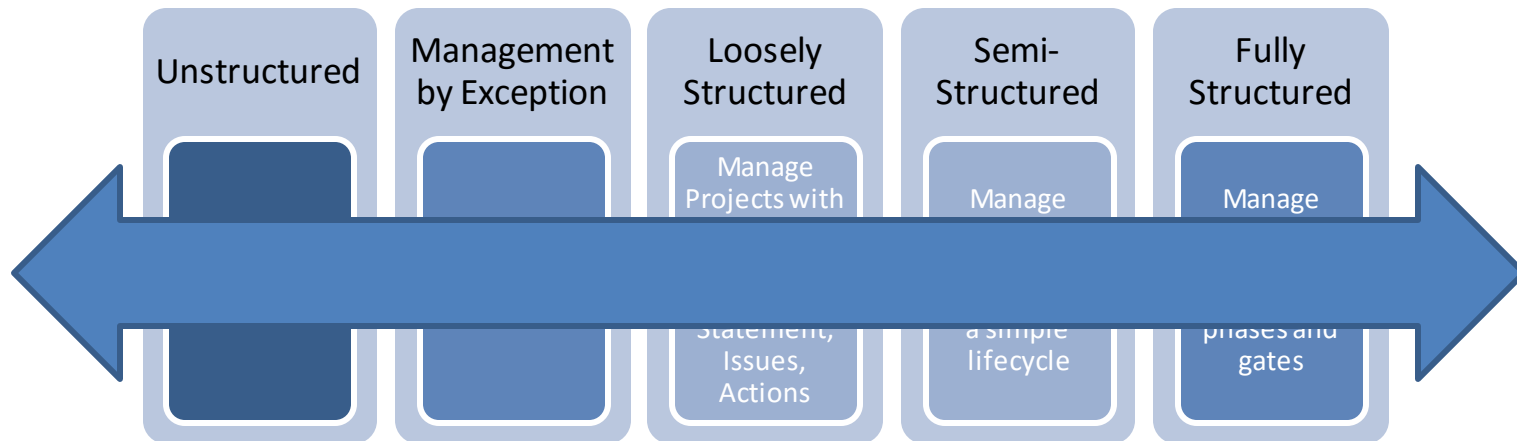 Unstructured
Management
by Exception
Loosely
Structured
Semi-
Structured
Fully
Structured
Manage
Projects with
Statement,
Issues,
Actions
Manage
a simple
lifecycle
Manage
phases and
gates